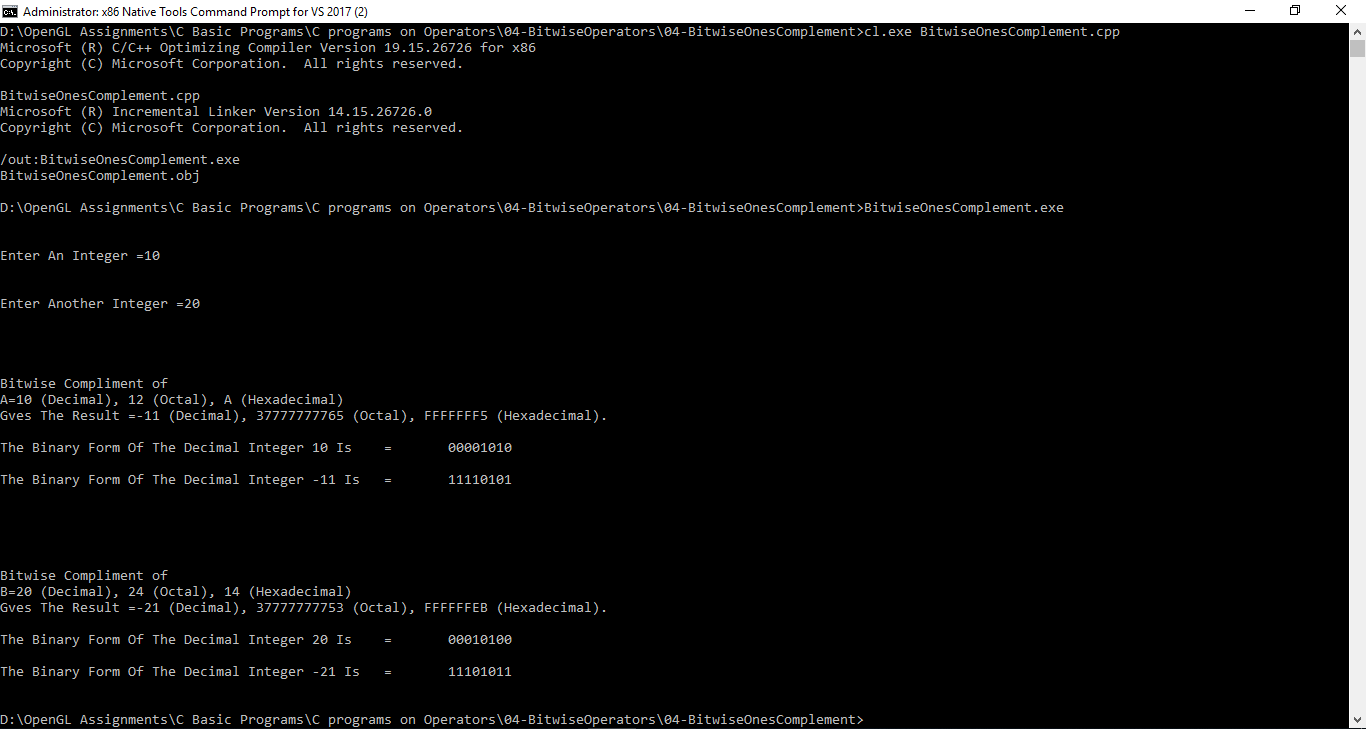 Administrator: x86 Native Tools Command Prompt for VS 2017 (2)
D:\OpenGL Assignments\C Basic Programs\C programs on Operators\04-BitwiseOperators\04-BitwiseOnesComplement>cl.exe BitwiseOnesComplement.cpp
Microsoft (R) C/C++ Optimizing Compiler Version 19.15.26726 for x86
Copyright (C) Microsoft Corporation.  All rights reserved.
BitwiseOnesComplement.cpp
Microsoft (R) Incremental Linker Version 14.15.26726.0
Copyright (C) Microsoft Corporation.  All rights reserved.
/out:BitwiseOnesComplement.exe
BitwiseOnesComplement.obj
D:\OpenGL Assignments\C Basic Programs\C programs on Operators\04-BitwiseOperators\04-BitwiseOnesComplement>BitwiseOnesComplement.exe
Enter An Integer =10
Enter Another Integer =20
Bitwise Compliment of
A=10 (Decimal), 12 (Octal), A (Hexadecimal)
Gves The Result =-11 (Decimal), 37777777765 (Octal), FFFFFFF5 (Hexadecimal).
The Binary Form Of The Decimal Integer 10 Is    =       00001010
The Binary Form Of The Decimal Integer -11 Is   =       11110101
Bitwise Compliment of
B=20 (Decimal), 24 (Octal), 14 (Hexadecimal)
Gves The Result =-21 (Decimal), 37777777753 (Octal), FFFFFFEB (Hexadecimal).
The Binary Form Of The Decimal Integer 20 Is    =       00010100
The Binary Form Of The Decimal Integer -21 Is   =       11101011
D:\OpenGL Assignments\C Basic Programs\C programs on Operators\04-BitwiseOperators\04-BitwiseOnesComplement>